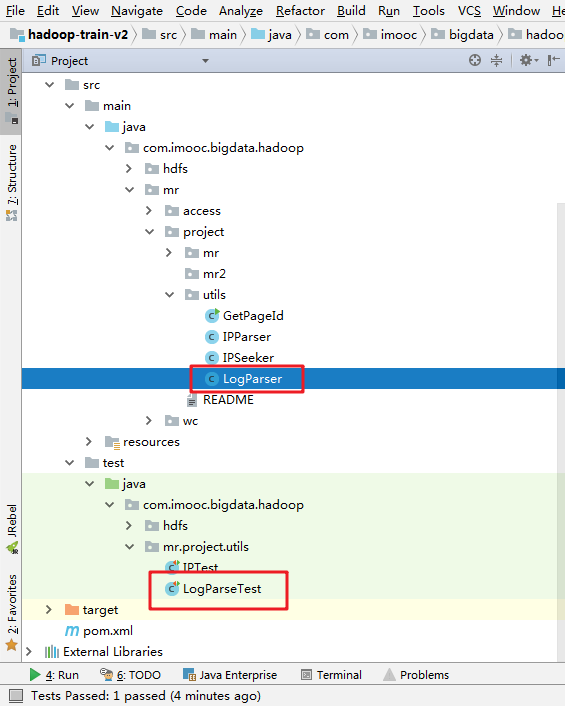 File Edit View Navigate Code Analyze Refactor Build Run Tools VCS Window He
hadoop-train-v2 src main java com imooc bigdata hadoo
1: Project
Project
7: Structure
JRebel
2: Favorites
src
main
java
com.imooc.bigdata.hadoop
hdfs
mr
access
project
mr
mr2
utils
GetPageId
IPParser
IPSeeker
LogParser
README
wc
resources
test
java
com.imooc.bigdata.hadoop
hdfs
mr.project.utils
IPTest
LogParseTest
target
pom.xml
External Libraries
4: Run 6: TODO Java Enterprise Terminal Problems
Tests Passed: 1 passed (4 minutes ago)